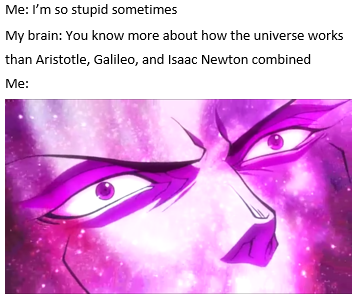 Me: I’m so stupid sometimes
My brain: You know more about how the universe works
than Aristotle, Galileo, and Isaac Newton combined
Me: